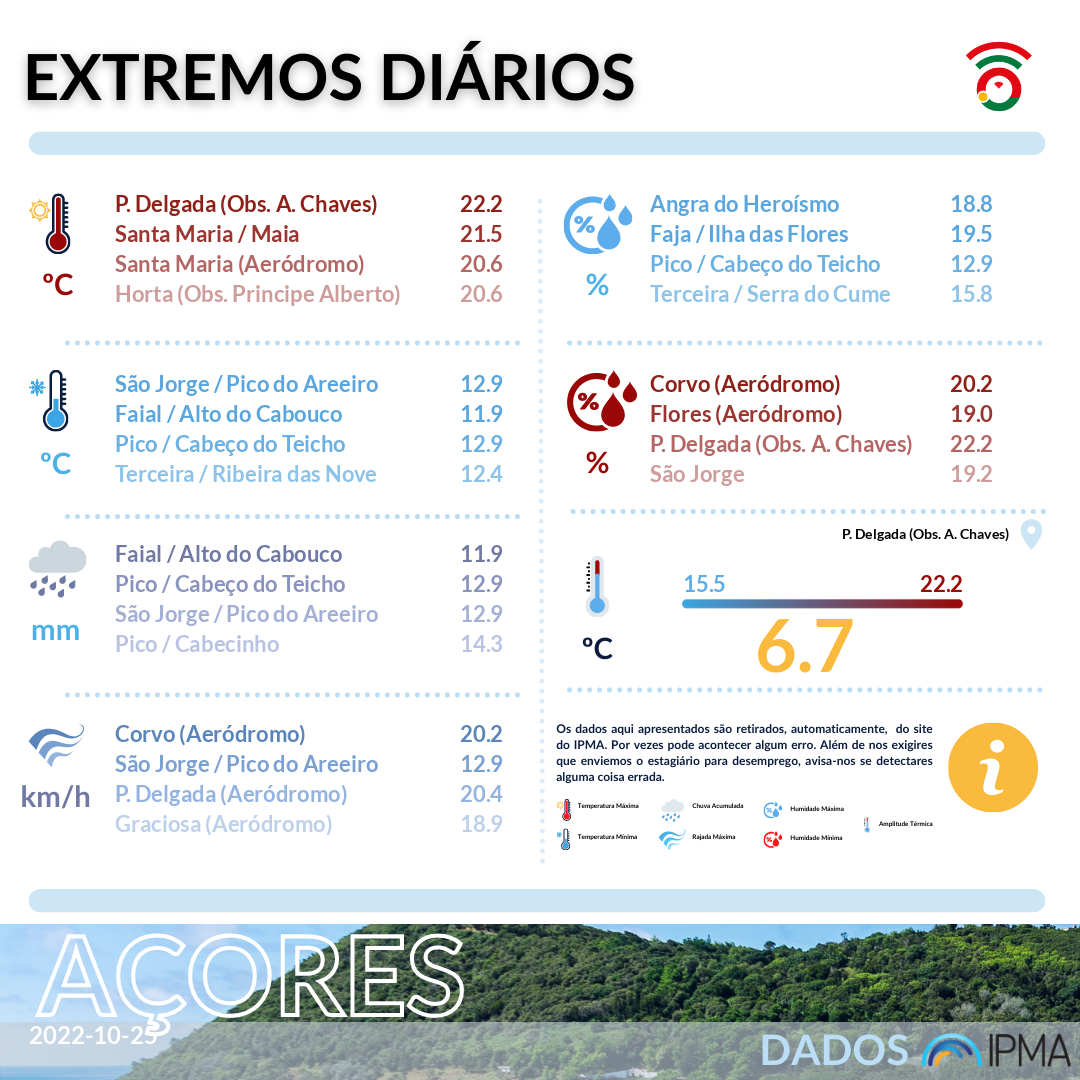 EXTREMOS DIÁRIOS
ºC
P. Delgada (Obs. A. Chaves) 22.2
Santa Maria / Maia 21.5
Santa Maria (Aeródromo) 20.6
Horta (Obs. Principe Alberto) 20.6
ºC
São Jorge / Pico do Areeiro 12.9
Faial / Alto do Cabouco 11.9
Pico / Cabeço do Teicho 12.9
Terceira / Ribeira das Nove 12.4
mm
Faial / Alto do Cabouco 11.9
Pico / Cabeço do Teicho 12.9
São Jorge / Pico do Areeiro 12.9
Pico / Cabecinho 14.3
km/h
Corvo (Aeródromo) 20.2
São Jorge / Pico do Areeiro 12.9
P. Delgada (Aeródromo) 20.4
Graciosa (Aeródromo) 18.9
%
%
Angra do Heroísmo 18.8
Faja / Ilha das Flores 19.5
Pico / Cabeço do Teicho 12.9
Terceira / Serra do Cume 15.8
%
%
Corvo (Aeródromo) 20.2
Flores (Aeródromo) 19.0
P. Delgada (Obs. A. Chaves) 22.2
São Jorge 19.2
P. Delgada (Obs. A. Chaves)
ºC
15.5 22.2
6.7
Os dados aqui apresentados são retirados, automaticamente, do site
do IPMA. Por vezes pode acontecer algum erro. Além de nos exigires
que enviemos o estagiário para desemprego, avisa-nos se detectares
alguma coisa errada.
i
Temperatura Máxima Chuva Acumulada Humidade Máxima
Amplitude Térmica
Temperatura Mínima Rajada Máxima Humidade Mínima
AÇORES
2022-10-25
DADOS IPMA